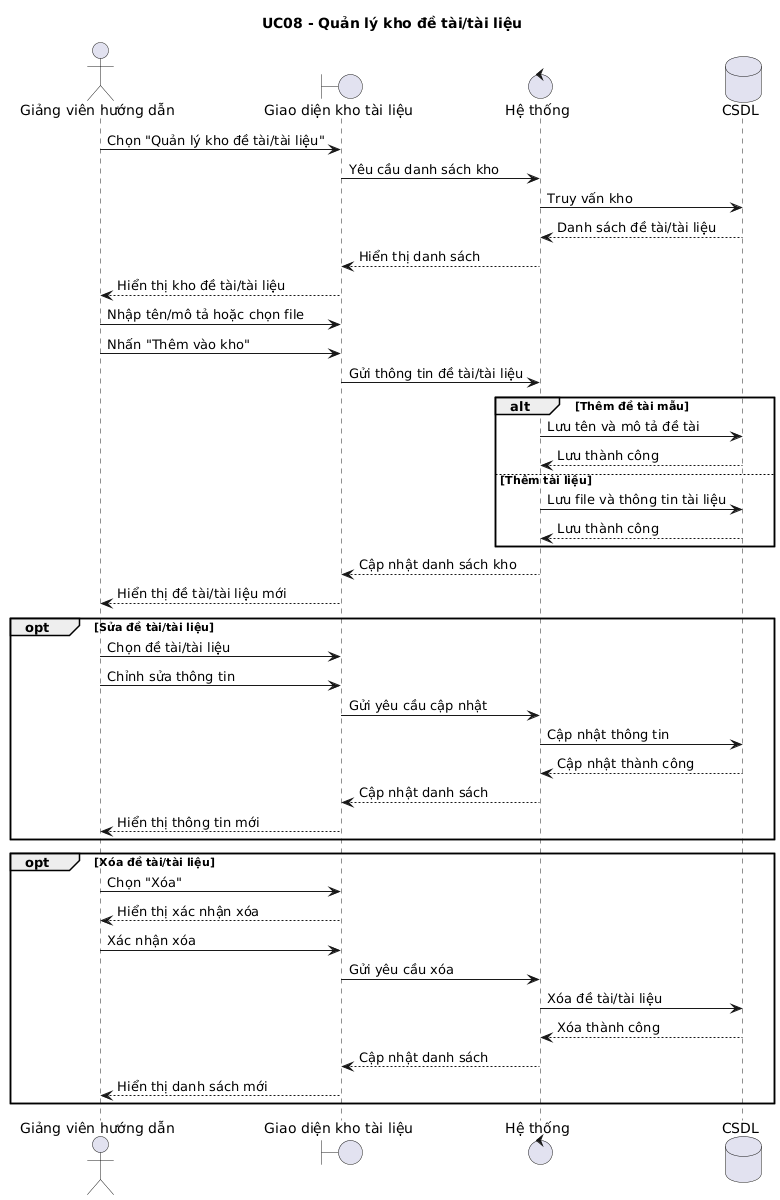 UC08 - Quản lý kho đề tài/tài liệu
Giảng viên hướng dẫn
Giao diện kho tài liệu
Hệ thống
CSDL
Chọn "Quản lý kho đề tài/tài liệu"
Yêu cầu danh sách kho
Truy vấn kho
Danh sách đề tài/tài liệu
Hiển thị danh sách
Hiển thị kho đề tài/tài liệu
Nhập tên/mô tả hoặc chọn file
Nhấn "Thêm vào kho"
Gửi thông tin đề tài/tài liệu
alt
[Thêm đề tài mẫu]
Lưu tên và mô tả đề tài
Lưu thành công
[Thêm tài liệu]
Lưu file và thông tin tài liệu
Lưu thành công
Cập nhật danh sách kho
Hiển thị đề tài/tài liệu mới
opt
[Sửa đề tài/tài liệu]
Chọn đề tài/tài liệu
Chỉnh sửa thông tin
Gửi yêu cầu cập nhật
Cập nhật thông tin
Cập nhật thành công
Cập nhật danh sách
Hiển thị thông tin mới
opt
[Xóa đề tài/tài liệu]
Chọn "Xóa"
Hiển thị xác nhận xóa
Xác nhận xóa
Gửi yêu cầu xóa
Xóa đề tài/tài liệu
Xóa thành công
Cập nhật danh sách
Hiển thị danh sách mới
Giảng viên hướng dẫn
Giao diện kho tài liệu
Hệ thống
CSDL